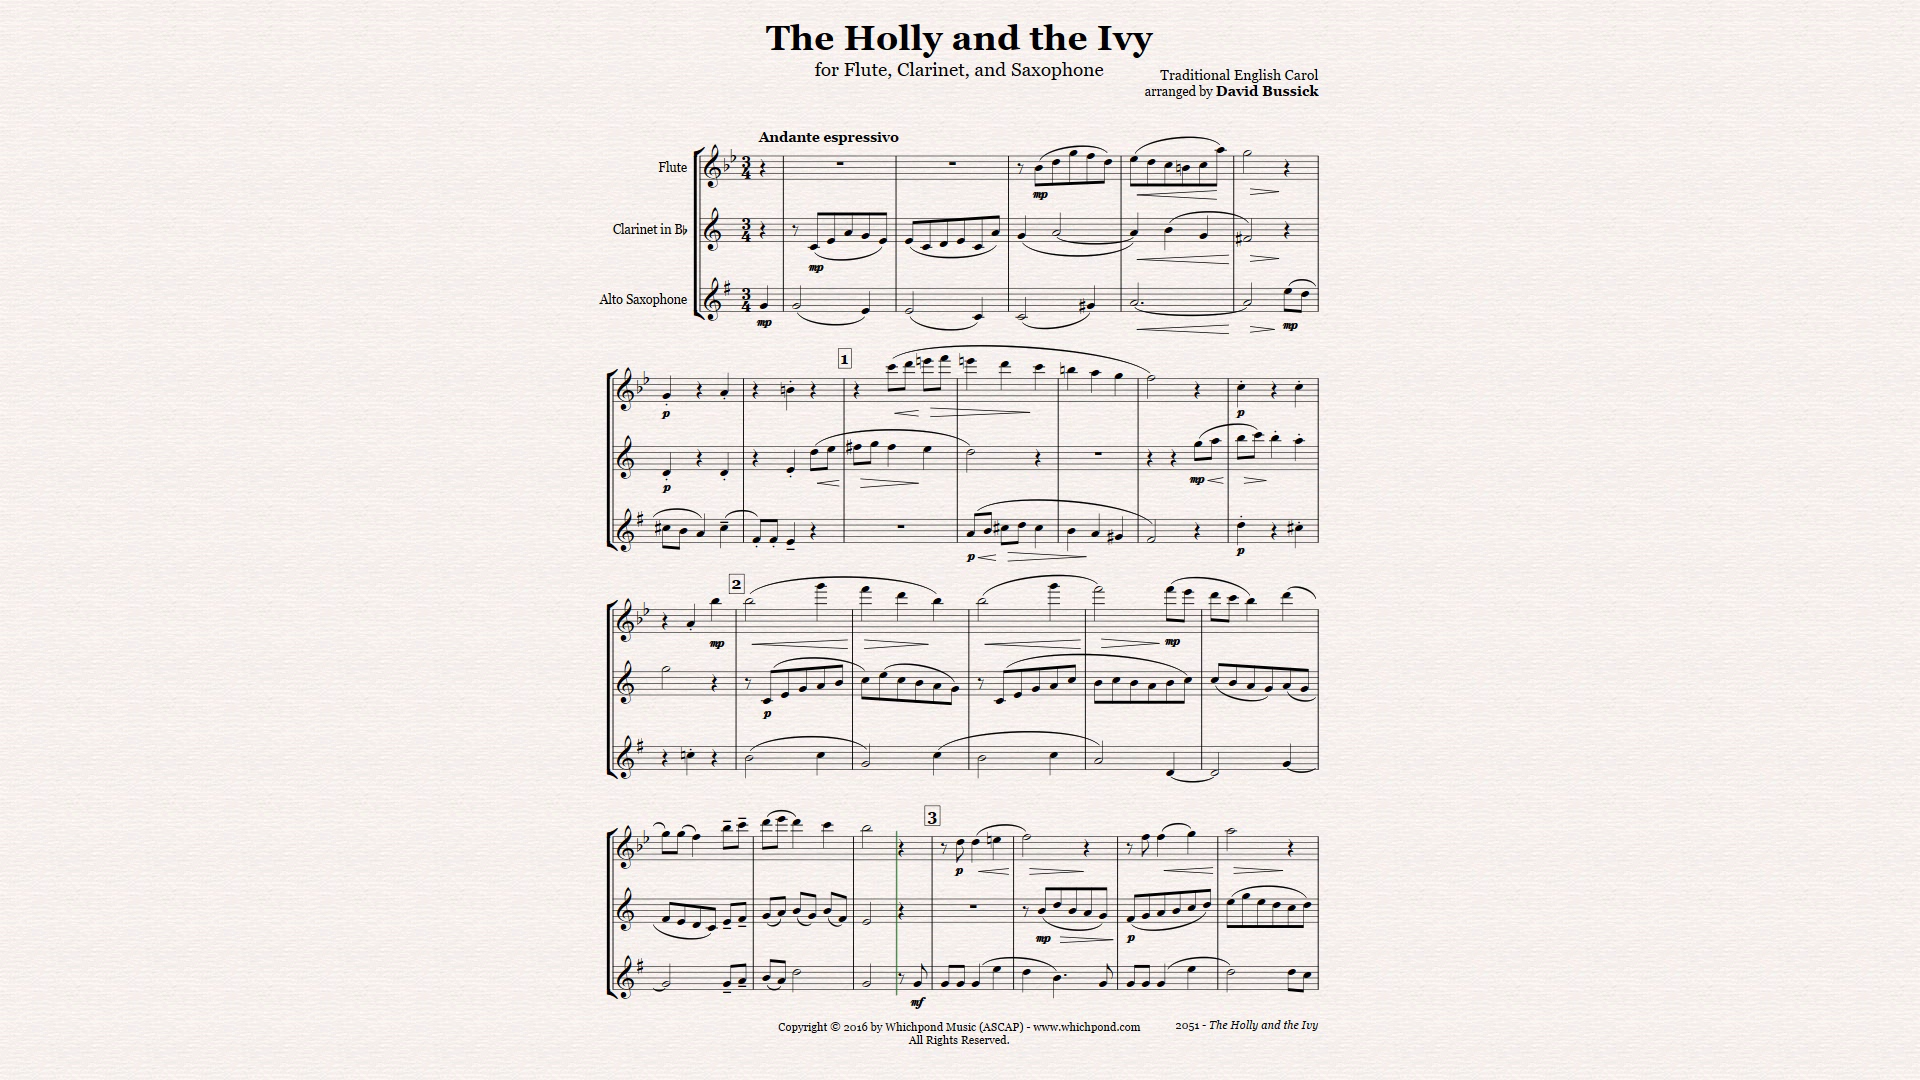 The Holly and the Ivy
for Flute, Clarinet, and Saxophone
Traditional English Carol
arranged by David Bussick
Andante espressivo
Flute
mp
Clarinet in B♭
mp
Alto Saxophone
mp
mp
1
p
p
p
mp
p
p
2
mp
mp
p
3
p
mp
p
mf
Copyright © 2016 by Whichpond Music (ASCAP) - www.whichpond.com
All Rights Reserved.
2051 - The Holly and the Ivy